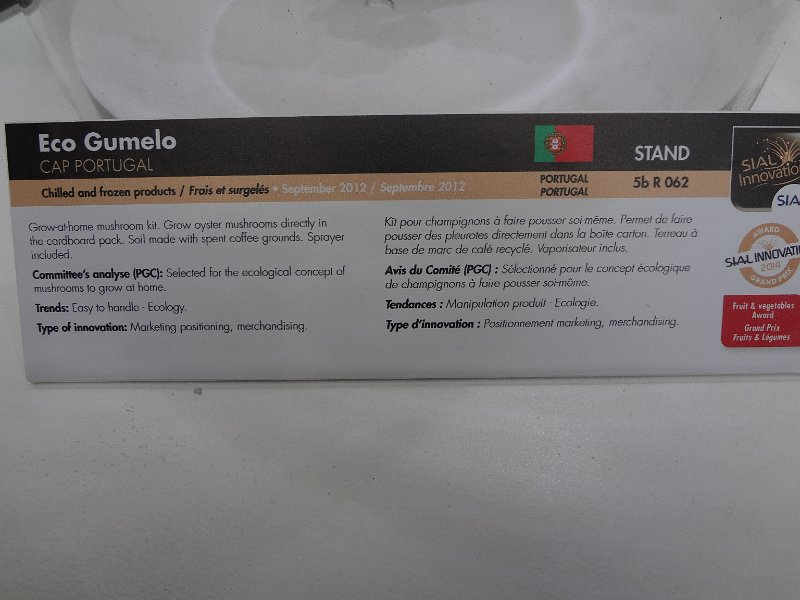 Eco Gumelo
CAP PORTUGAL
Chilled and frozen products / Frais et surgelés • September 2012 / Septembre 2012
PORTUGAL
PORTUGAL
STAND
5b R 062
Grow-at-home mushroom kit. Grow oyster mushrooms directly in
the cardboard pack. Soil made with spent coffee grounds. Sprayer
included.
Committee's analyse (PGC): Selected for the ecological concept of
mushrooms to grow at home.
Trends: Easy to handle - Ecology.
Type of innovation: Marketing positioning, merchandising.
Kit pour champignons à faire pousser soi-même. Permet de faire
pousser des pleurotes directement dans la boîte carton. Terreau à
base de marc de café recyclé. Vaporisateur inclus.
Avis du Comité (PGC) : Sélectionné pour le concept écologique
de champignons à faire pousser soi-même.
Tendances : Manipulation produit - Ecologie.
Type d'innovation : Positionnement marketing, merchandising.
SIAL
Innovation
SIAL
AWARD
SIAL INNOVATION
2014
GRAND PRIX
Fruit & vegetables
Award
Grand Prix
Fruits & Légumes